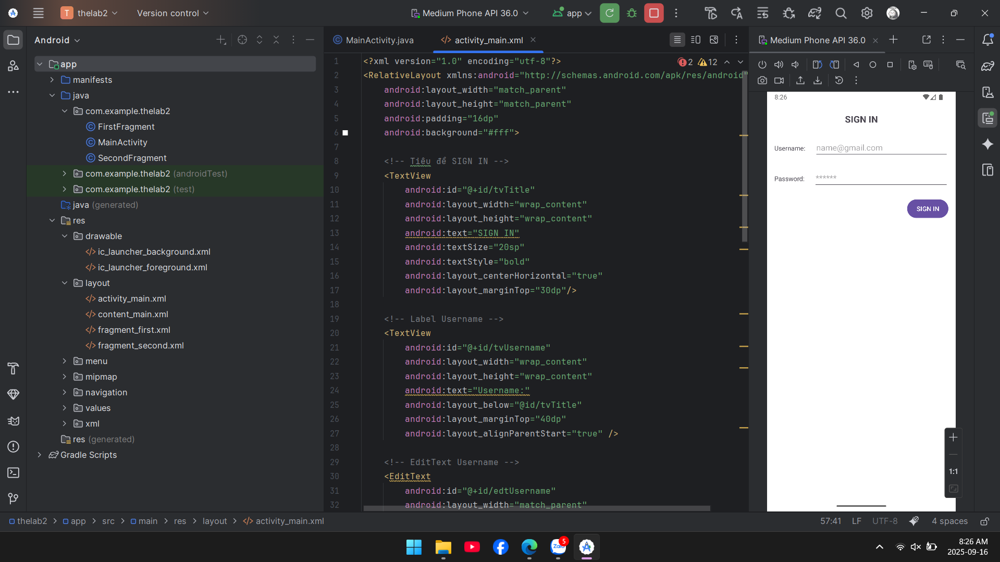 T thelab2
Version control
Medium Phone API 36.0
app
Android
MainActivity.java
activity_main.xml
Medium Phone API 36.0
app
manifests
java
com.example.thelab2
FirstFragment
MainActivity
SecondFragment
com.example.thelab2 (androidTest)
com.example.thelab2 (test)
java (generated)
res
drawable
ic_launcher_background.xml
ic_launcher_foreground.xml
layout
activity_main.xml
content_main.xml
fragment_first.xml
fragment_second.xml
menu
mipmap
navigation
values
xml
res (generated)
Gradle Scripts
2 12
1 <?xml version="1.0" encoding="utf-8"?>
2 <RelativeLayout xmlns:android="http://schemas.android.com/apk/res/android"
3 android:layout_width="match_parent"
4 android:layout_height="match_parent"
5 android:padding="16dp"
6 android:background="#fff">
7
8 <!-- Tiêu đề SIGN IN -->
9 <TextView
10 android:id="@+id/tvTitle"
11 android:layout_width="wrap_content"
12 android:layout_height="wrap_content"
13 android:text="SIGN IN"
14 android:textSize="20sp"
15 android:textStyle="bold"
16 android:layout_centerHorizontal="true"
17 android:layout_marginTop="30dp"/>
18
19 <!-- Label Username -->
20 <TextView
21 android:id="@+id/tvUsername"
22 android:layout_width="wrap_content"
23 android:layout_height="wrap_content"
24 android:text="Username:"
25 android:layout_below="@id/tvTitle"
26 android:layout_marginTop="40dp"
27 android:layout_alignParentStart="true" />
28
29 <!-- EditText Username -->
30 <EditText
31 android:id="@+id/edtUsername"
32 android:layout_width="match_parent"
8:26
SIGN IN
Username: name@gmail.com
Password: ******
SIGN IN
1:1
thelab2 > app > src > main > res > layout > activity_main.xml
57:41 LF UTF-8 4 spaces
Zalo 5
8:26 AM
2025-09-16